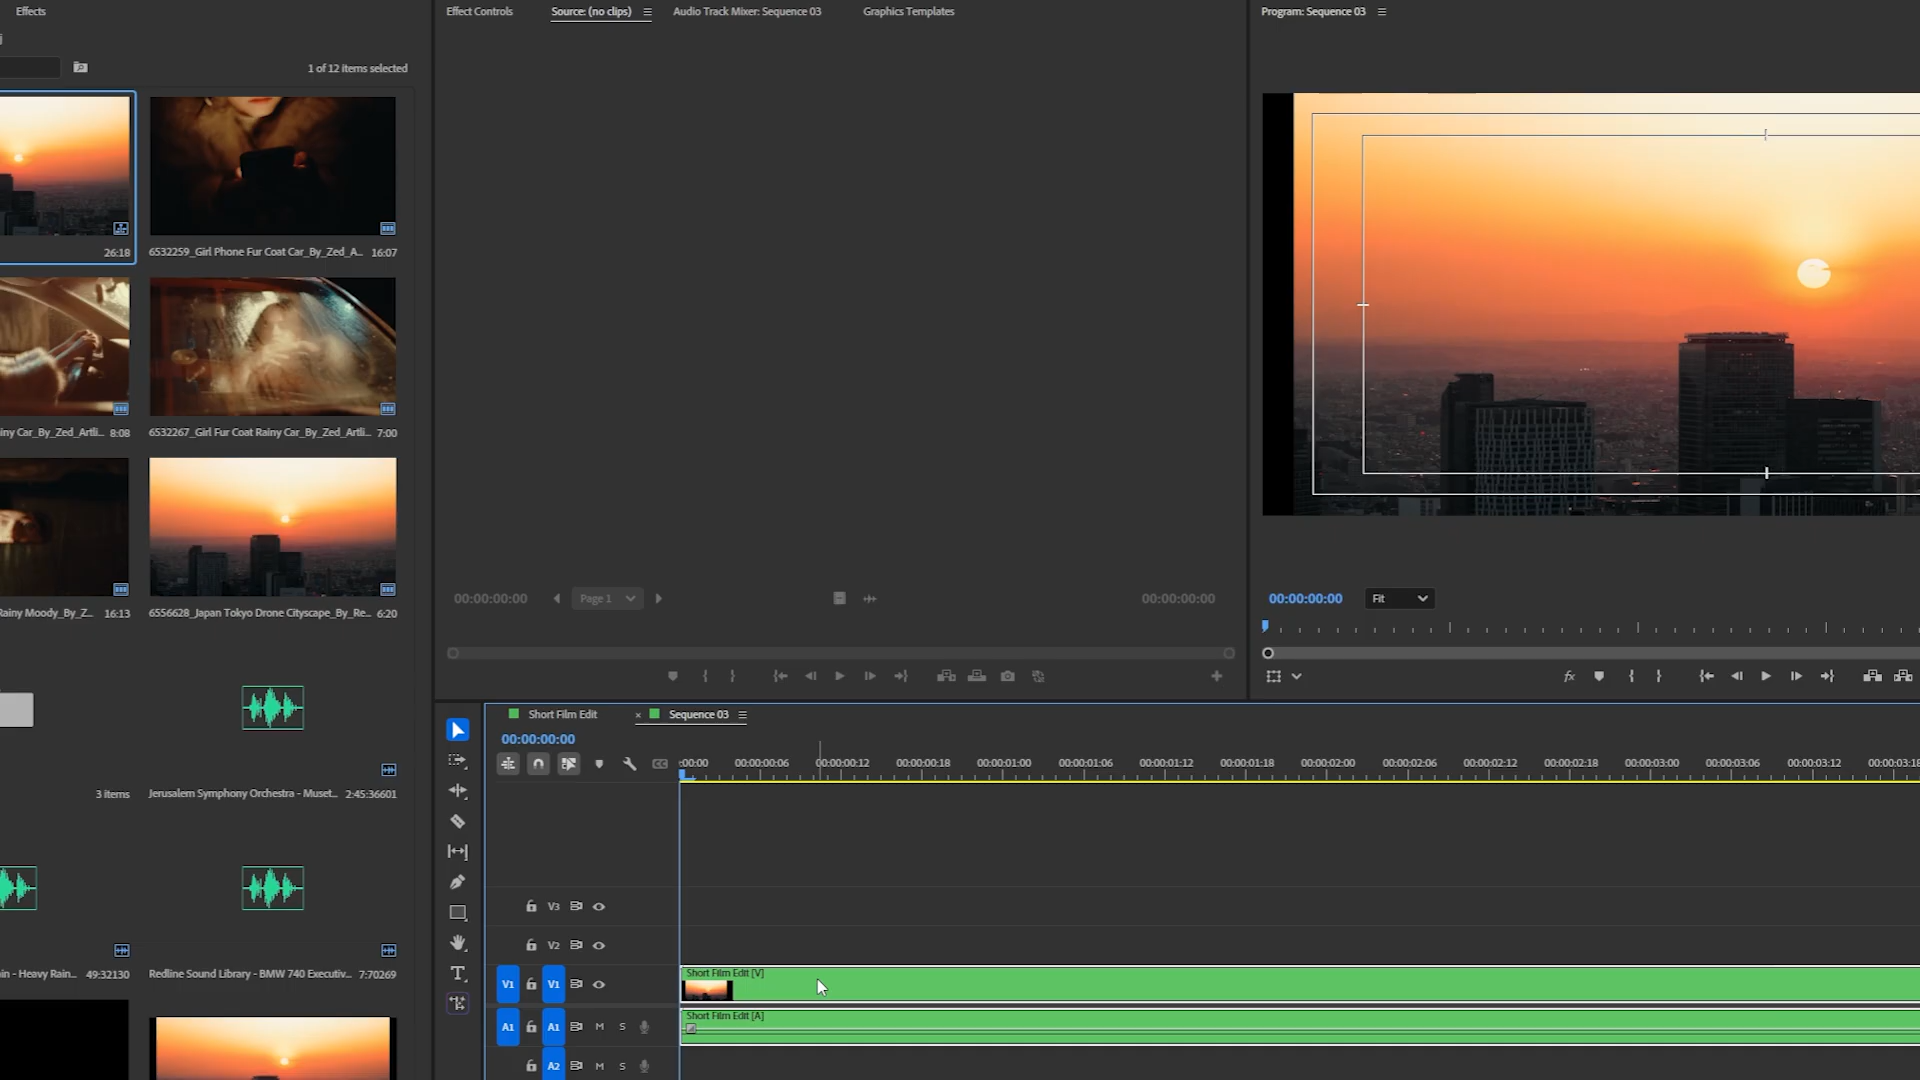 Effects
Effect Controls
Source: (no clips)
Audio Track Mixer: Sequence 03
Graphics Templates
Program: Sequence 03
1 of 12 items selected
26:18
6532259_Girl Phone Fur Coat Car_By_Zed_A... 16:07
iny Car_By_Zed_Artli... 8:08
6532267_Girl Fur Coat Rainy Car_By_Zed_Artli... 7:00
Rainy Moody_By_Z... 16:13
6556628_Japan Tokyo Drone Cityscape_By_Re... 6:20
00:00:00:00
Page 1
00:00:00:00
00:00:00:00
Fit
fx
3 items
Jerusalem Symphony Orchestra - Muset... 2:45:36601
in - Heavy Rain... 49:32130
Redline Sound Library - BMW 740 Executiv... 7:70269
Short Film Edit
× Sequence 03
00:00:00:00
CC
:00:00 00:00:00:06 00:00:00:12 00:00:00:18 00:00:01:00 00:00:01:06 00:00:01:12 00:00:01:18 00:00:02:00 00:00:02:06 00:00:02:12 00:00:02:18 00:00:03:00 00:00:03:06 00:00:03:12 00:00:03:18
T
V3
V2
V1 V1
Short Film Edit [V]
A1 A1 M S
Short Film Edit [A]
A2 M S